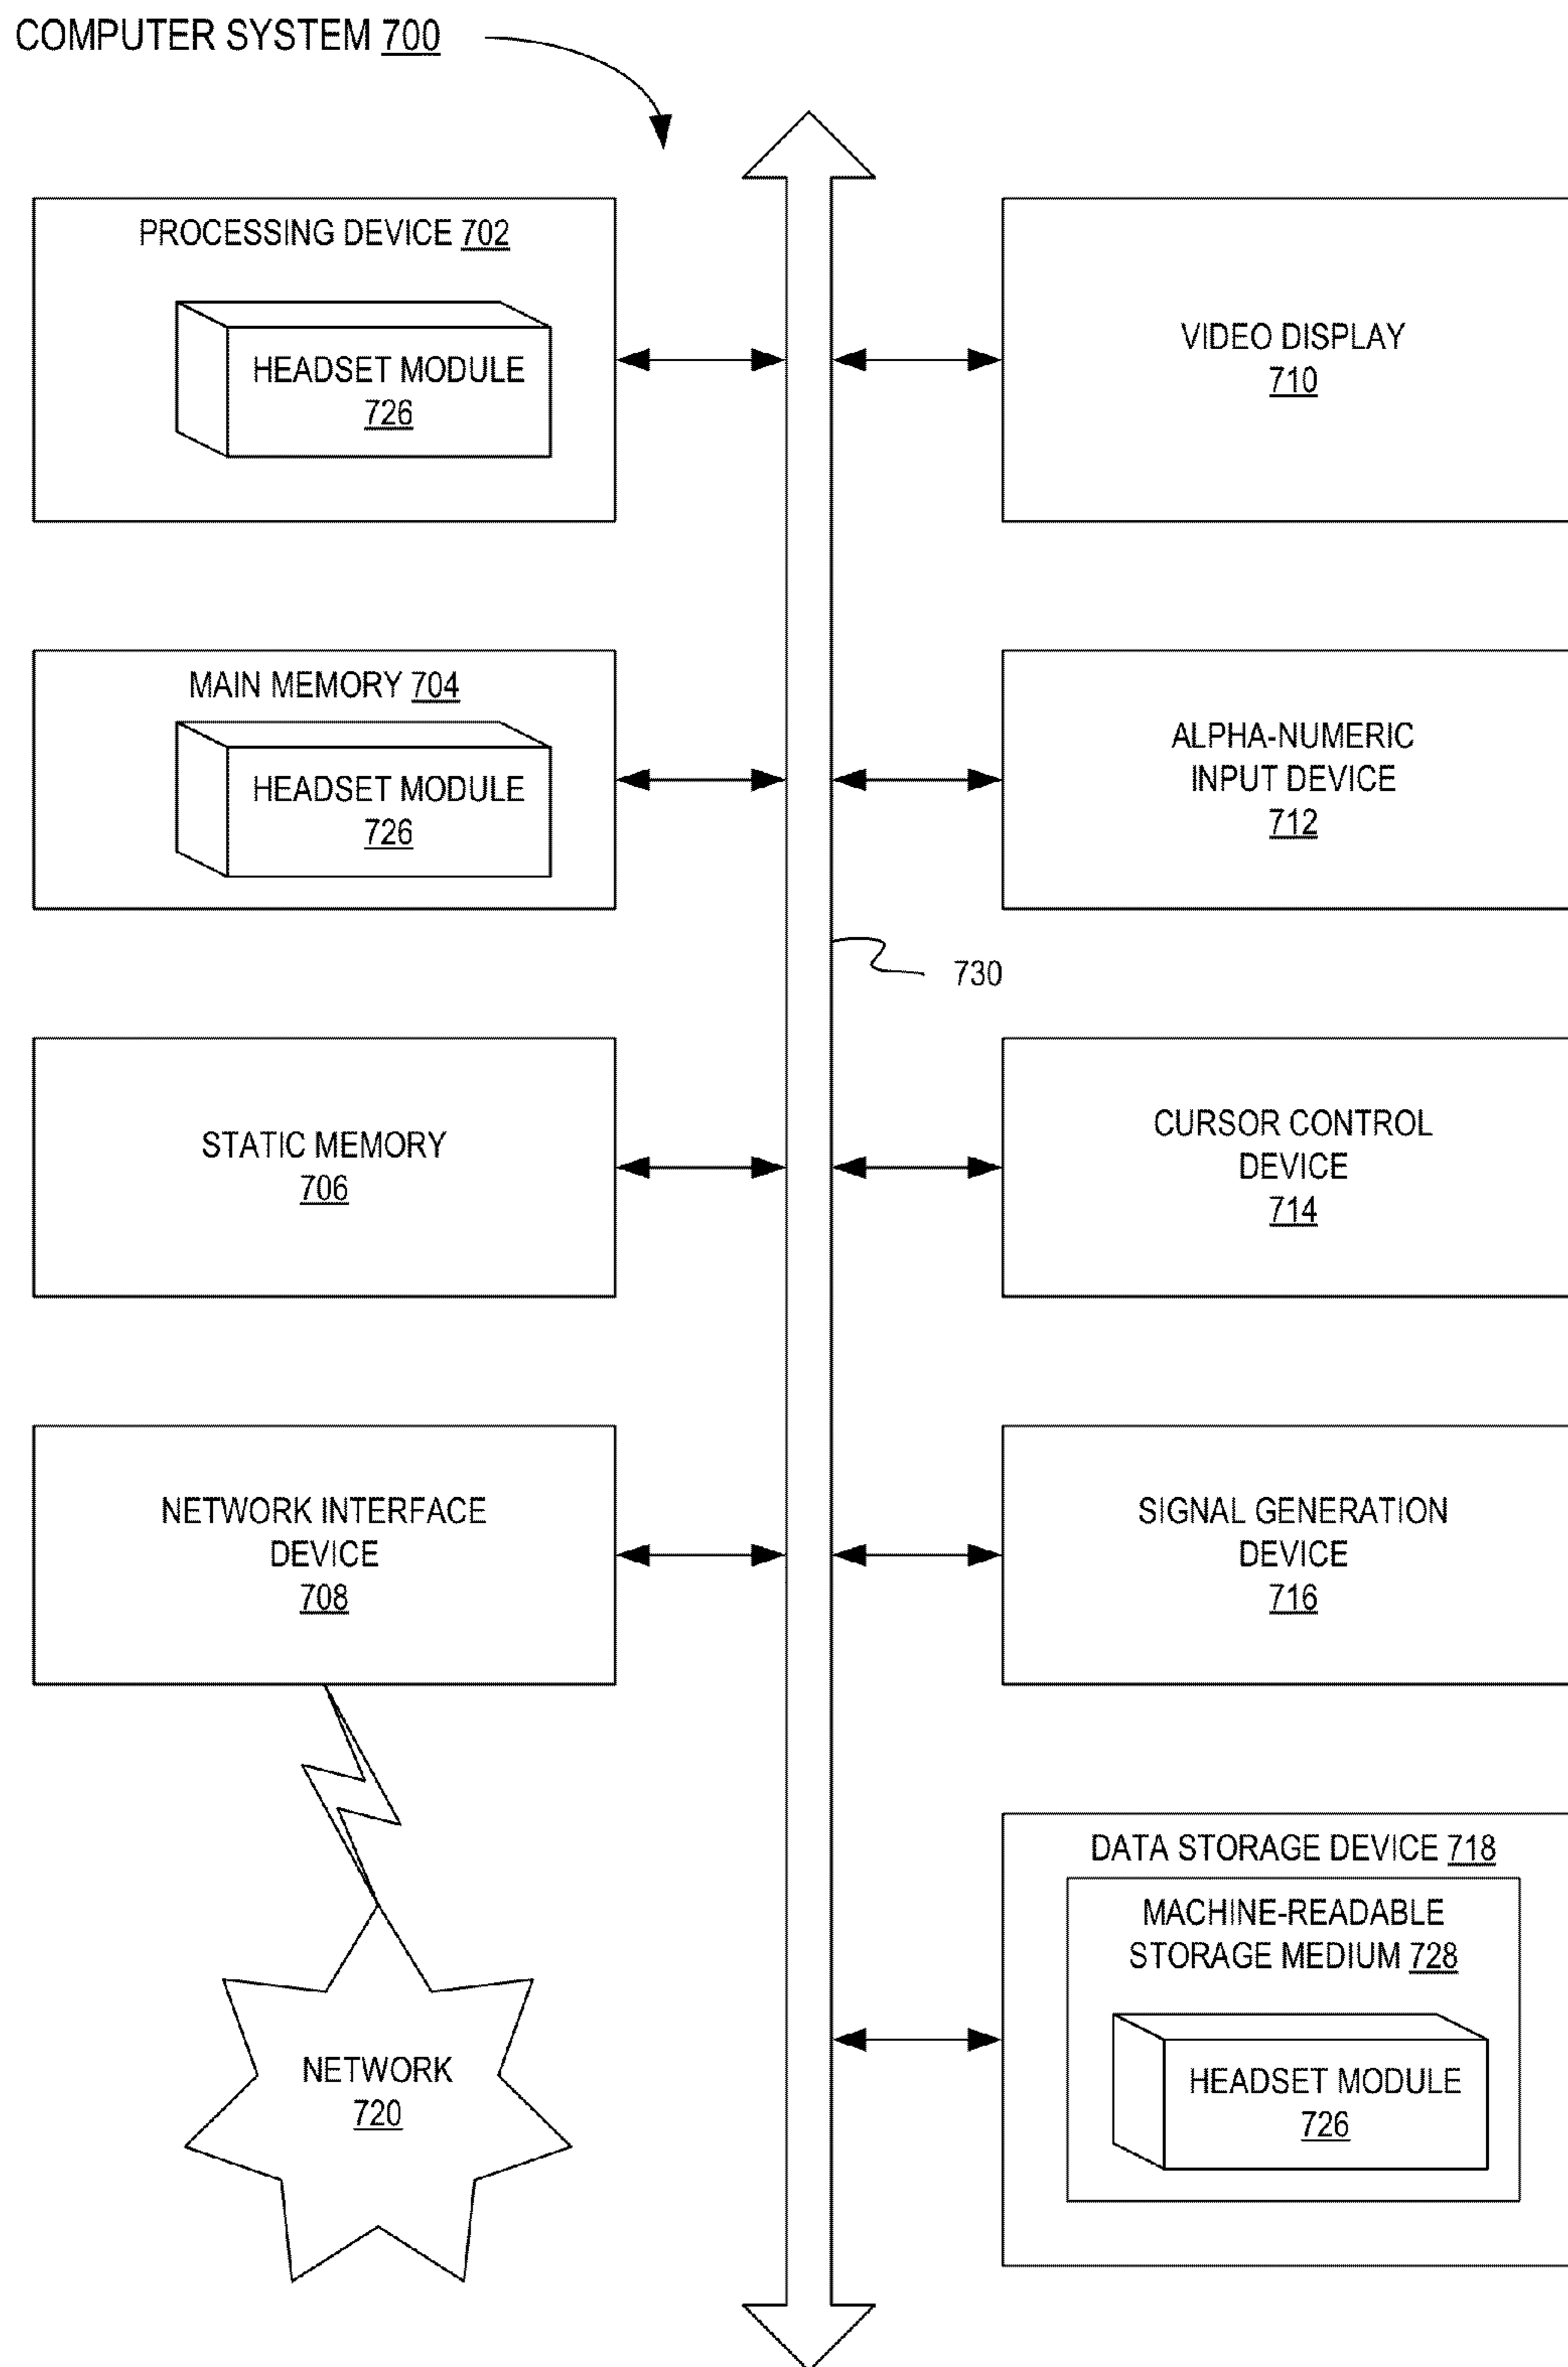 COMPUTER SYSTEM 700
PROCESSING DEVICE 702
HEADSET MODULE
726
VIDEO DISPLAY
710
MAIN MEMORY 704
HEADSET MODULE
726
ALPHA-NUMERIC
INPUT DEVICE
712
730
STATIC MEMORY
706
CURSOR CONTROL
DEVICE
714
NETWORK INTERFACE
DEVICE
708
SIGNAL GENERATION
DEVICE
716
DATA STORAGE DEVICE 718
MACHINE-READABLE
STORAGE MEDIUM 728
HEADSET MODULE
726
NETWORK
720